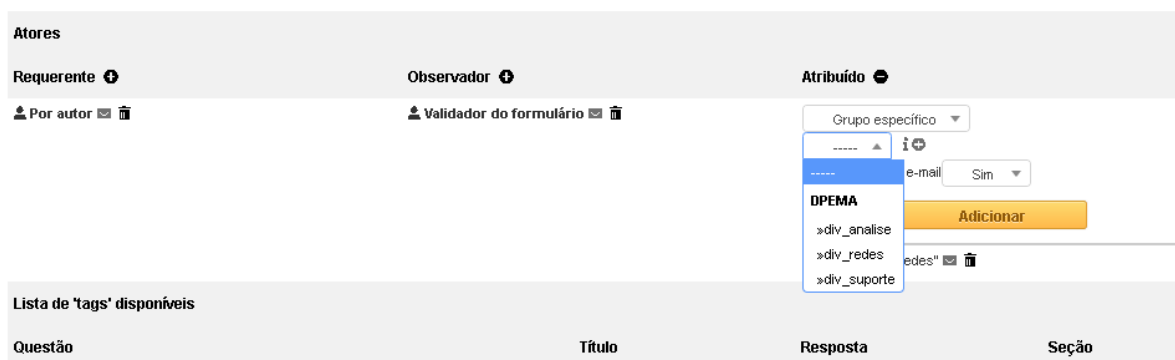 Atores
Requerente Observador Atribuído
Por autor Validador do formulário Grupo específico
-----
-----
e-mail Sim
DPEMA
Adicionar
»div_analise
»div_redes
edes"
»div_suporte
Lista de 'tags' disponíveis
Questão Título Resposta Seção